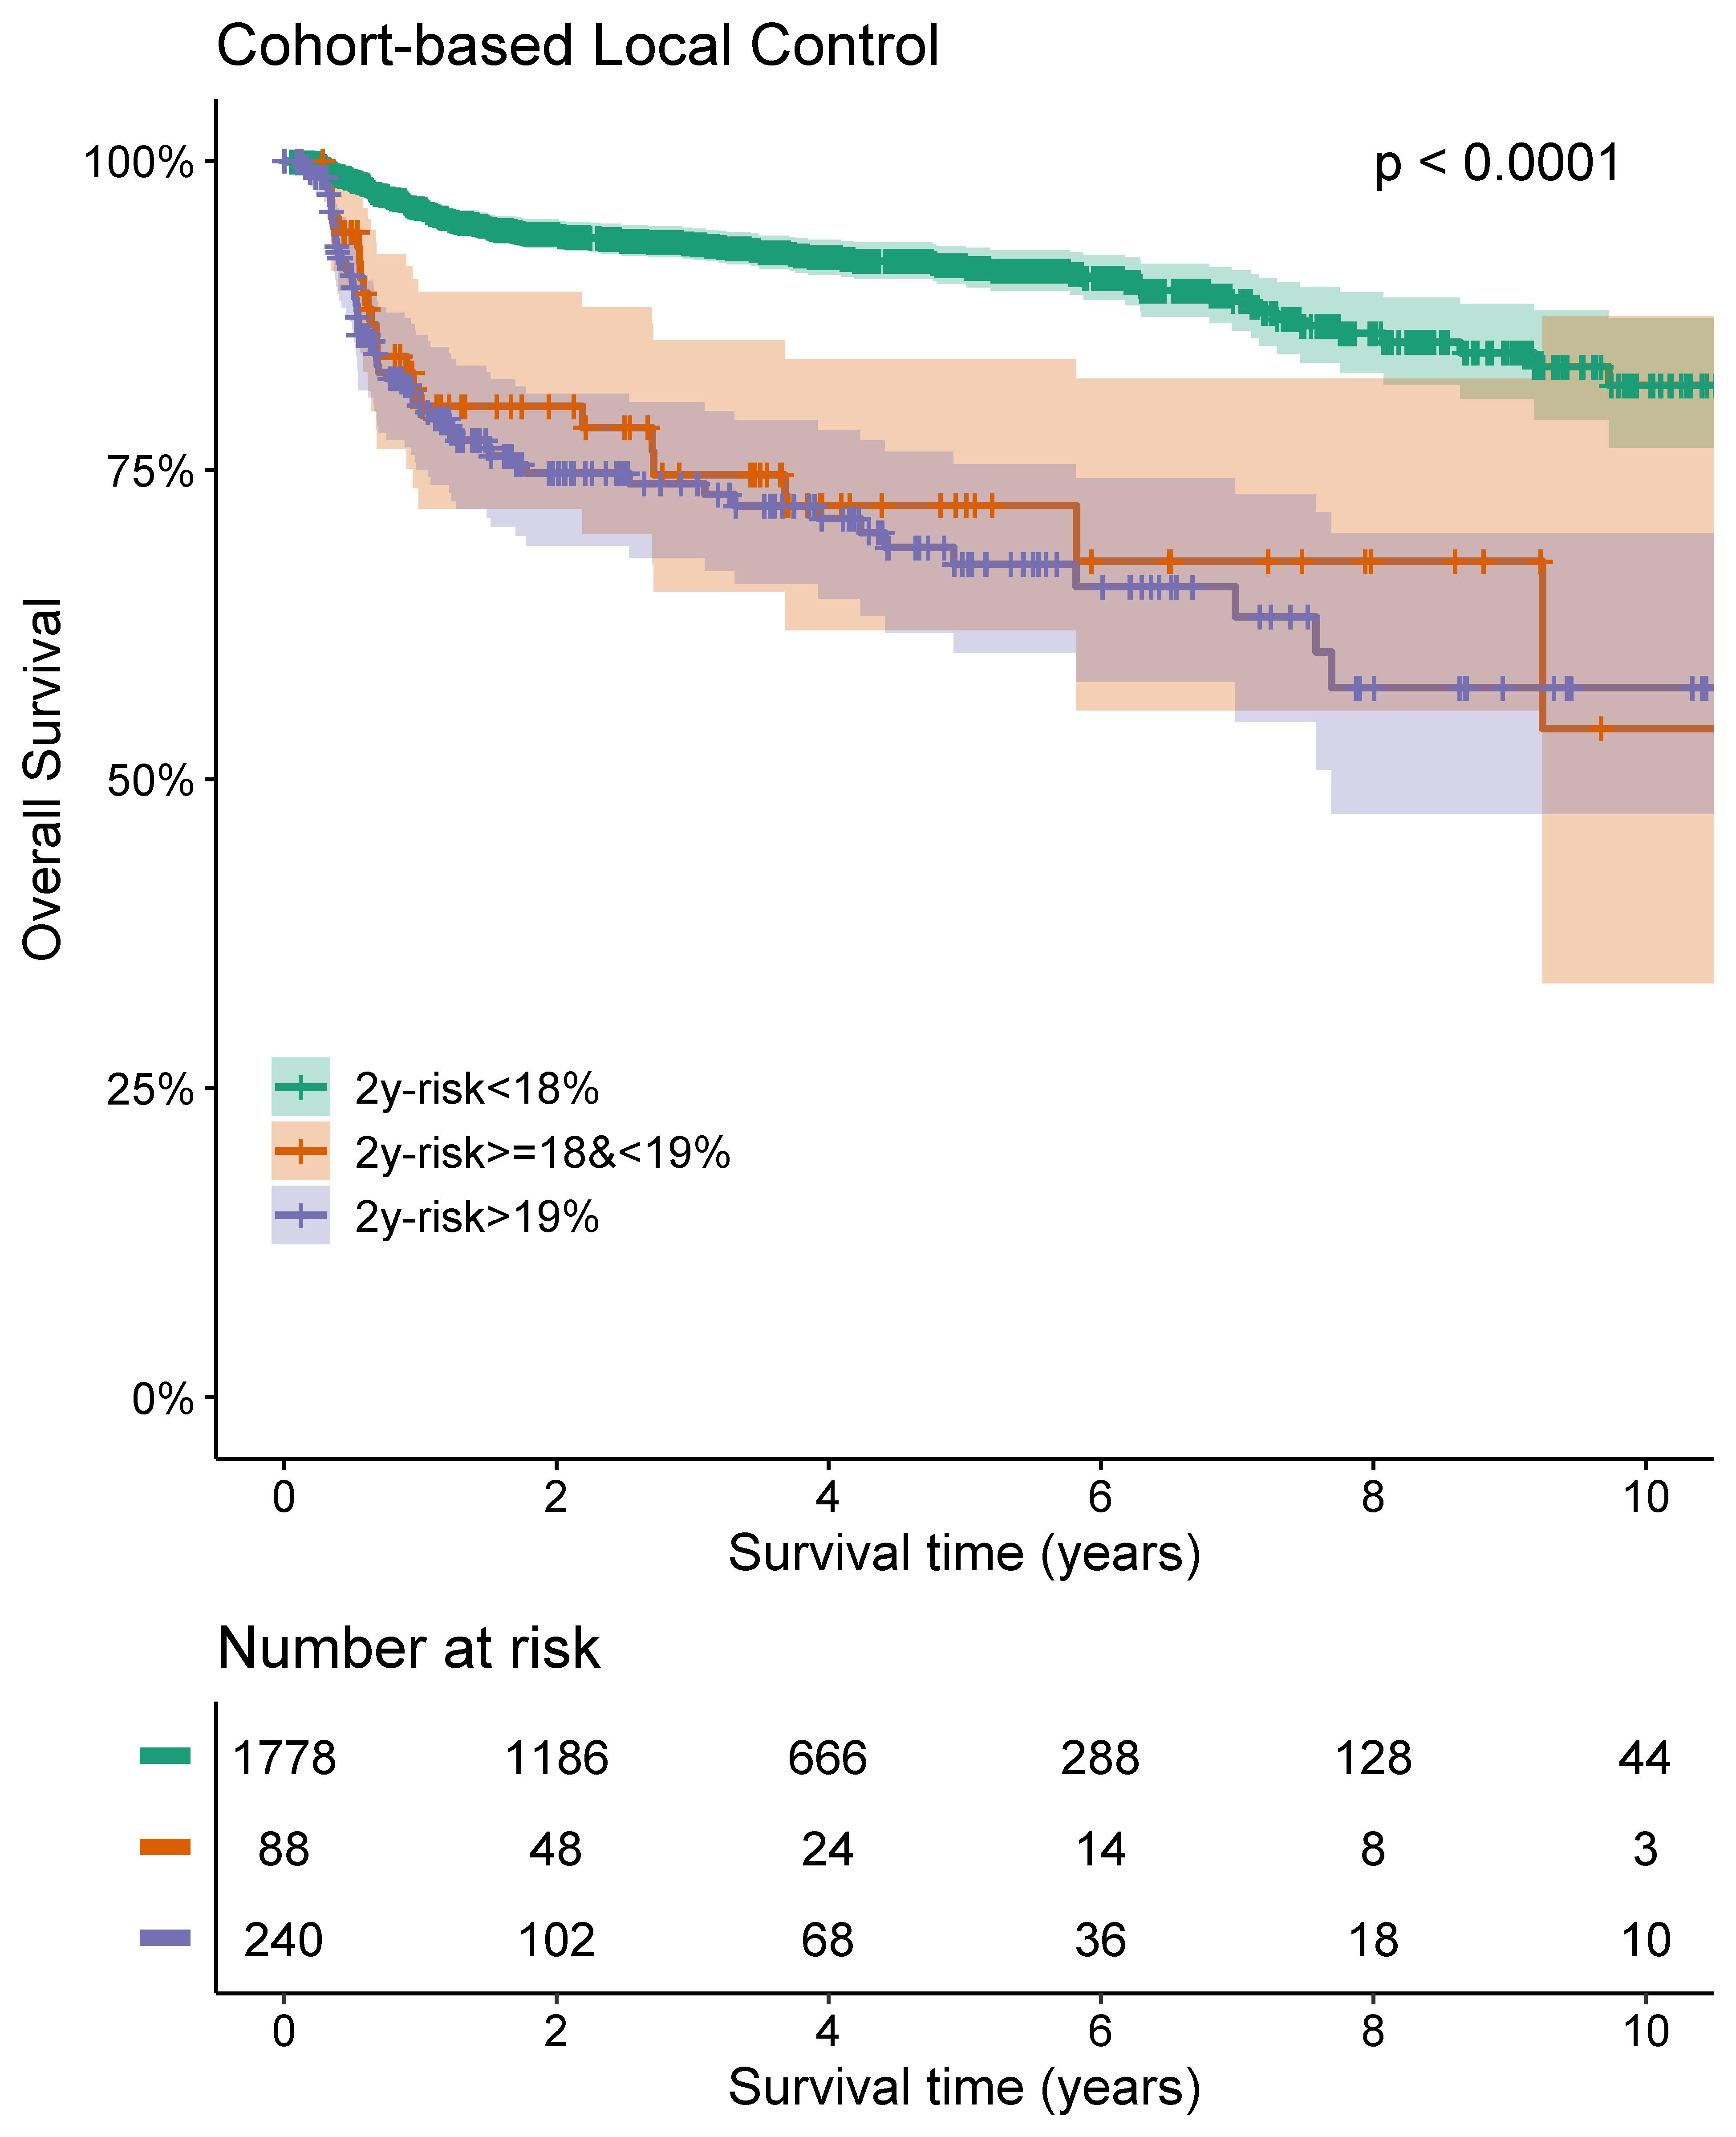 Cohort-based Local Control
p < 0.0001
100%
75%
50%
25%
0%
Overall Survival
2y-risk<18%
2y-risk>=18&<19%
2y-risk>19%
0 2 4 6 8 10
Survival time (years)
Number at risk
1778 1186 666 288 128 44
88 48 24 14 8 3
240 102 68 36 18 10
0 2 4 6 8 10
Survival time (years)